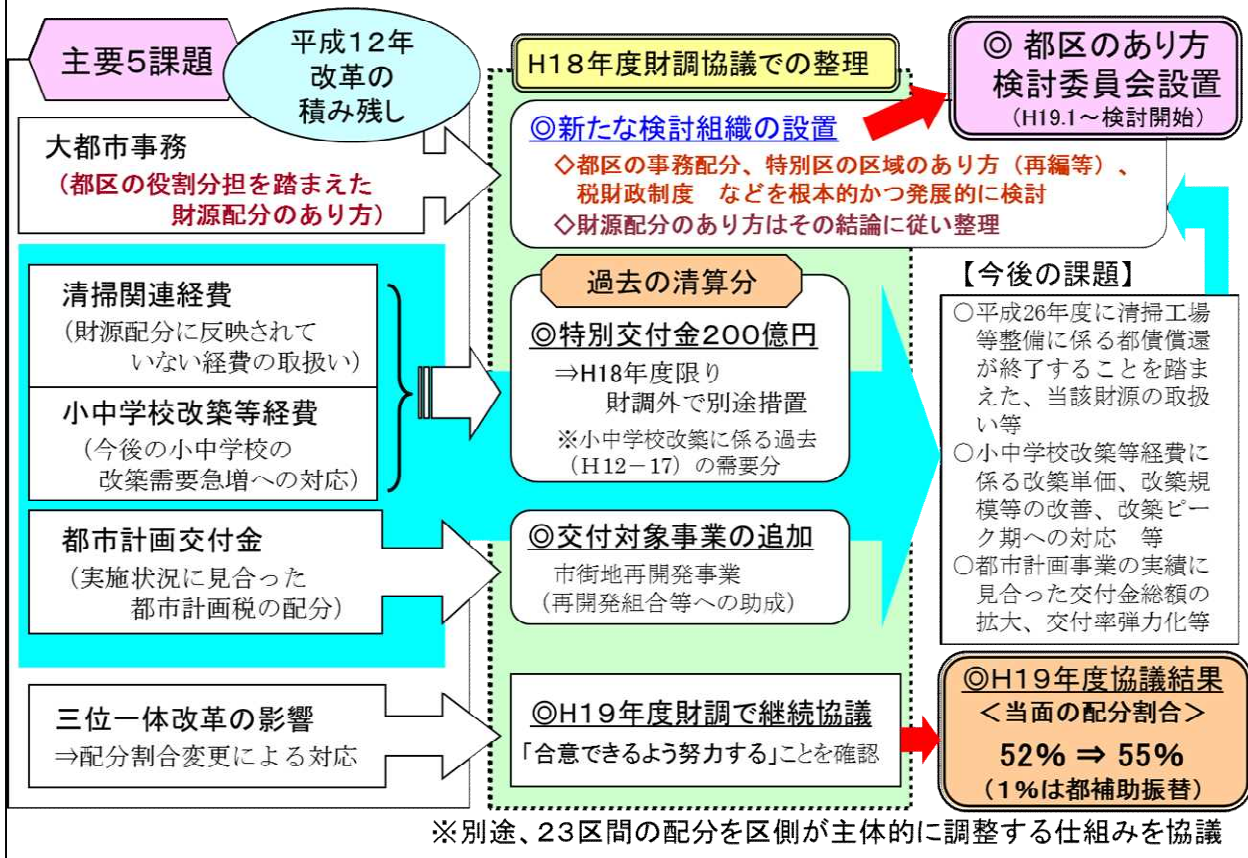 主要5課題
平成12年
改革の
積み残し
H18年度財調協議での整理
◎ 都区のあり方
検討委員会設置
(H19.1～検討開始)
大都市事務
(都区の役割分担を踏まえた
財源配分のあり方)
◎新たな検討組織の設置
◇都区の事務配分、特別区の区域のあり方（再編等）、
税財政制度　などを根本的かつ発展的に検討
◇財源配分のあり方はその結論に従い整理
清掃関連経費
(財源配分に反映されて
いない経費の取扱い)
小中学校改築等経費
(今後の小中学校の
改築需要急増への対応)
過去の清算分
◎特別交付金200億円
⇒H18年度限り
財調外で別途措置
※小中学校改築に係る過去
(H12－17) の需要分
都市計画交付金
(実施状況に見合った
都市計画税の配分)
◎交付対象事業の追加
市街地再開発事業
(再開発組合等への助成)
【今後の課題】
○平成26年度に清掃工場
等整備に係る都債償還
が終了することを踏ま
えた、当該財源の取扱
い等
○小中学校改築等経費に
係る改築単価、改築規
模等の改善、改築ピー
ク期への対応　等
○都市計画事業の実績に
見合った交付金総額の
拡大、交付率弾力化等
三位一体改革の影響
⇒配分割合変更による対応
◎H19年度財調で継続協議
「合意できるよう努力する」ことを確認
◎H19年度協議結果
＜当面の配分割合＞
52% ⇒ 55%
(1%は都補助振替)
※別途、23区間の配分を区側が主体的に調整する仕組みを協議